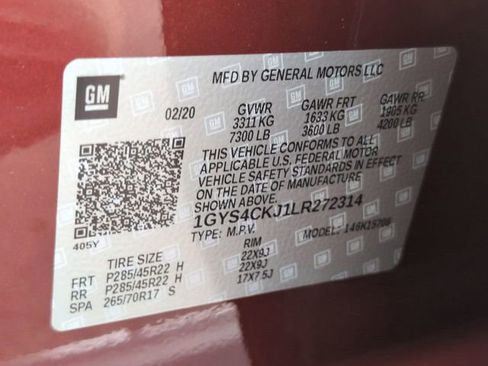 GM
MFD BY GENERAL MOTORS LLC
02/20 GVWR GAWR FRT GAWR RR
3311 KG 1633 KG 1905 KG
7300 LB 3600 LB 4200 LB
THIS VEHICLE CONFORMS TO ALL
APPLICABLE U.S. FEDERAL MOTOR
VEHICLE SAFETY STANDARDS IN EFFECT
ON THE DATE OF MANUFACTURE
1GYS4CKJ1LR272314
405Y TYPE: M.P.V. MODEL: 146K15706
TIRE SIZE RIM
FRT P285/45R22 H 22X9J
RR P285/45R22 H 22X9J
SPA 265/70R17 S 17X7.5J